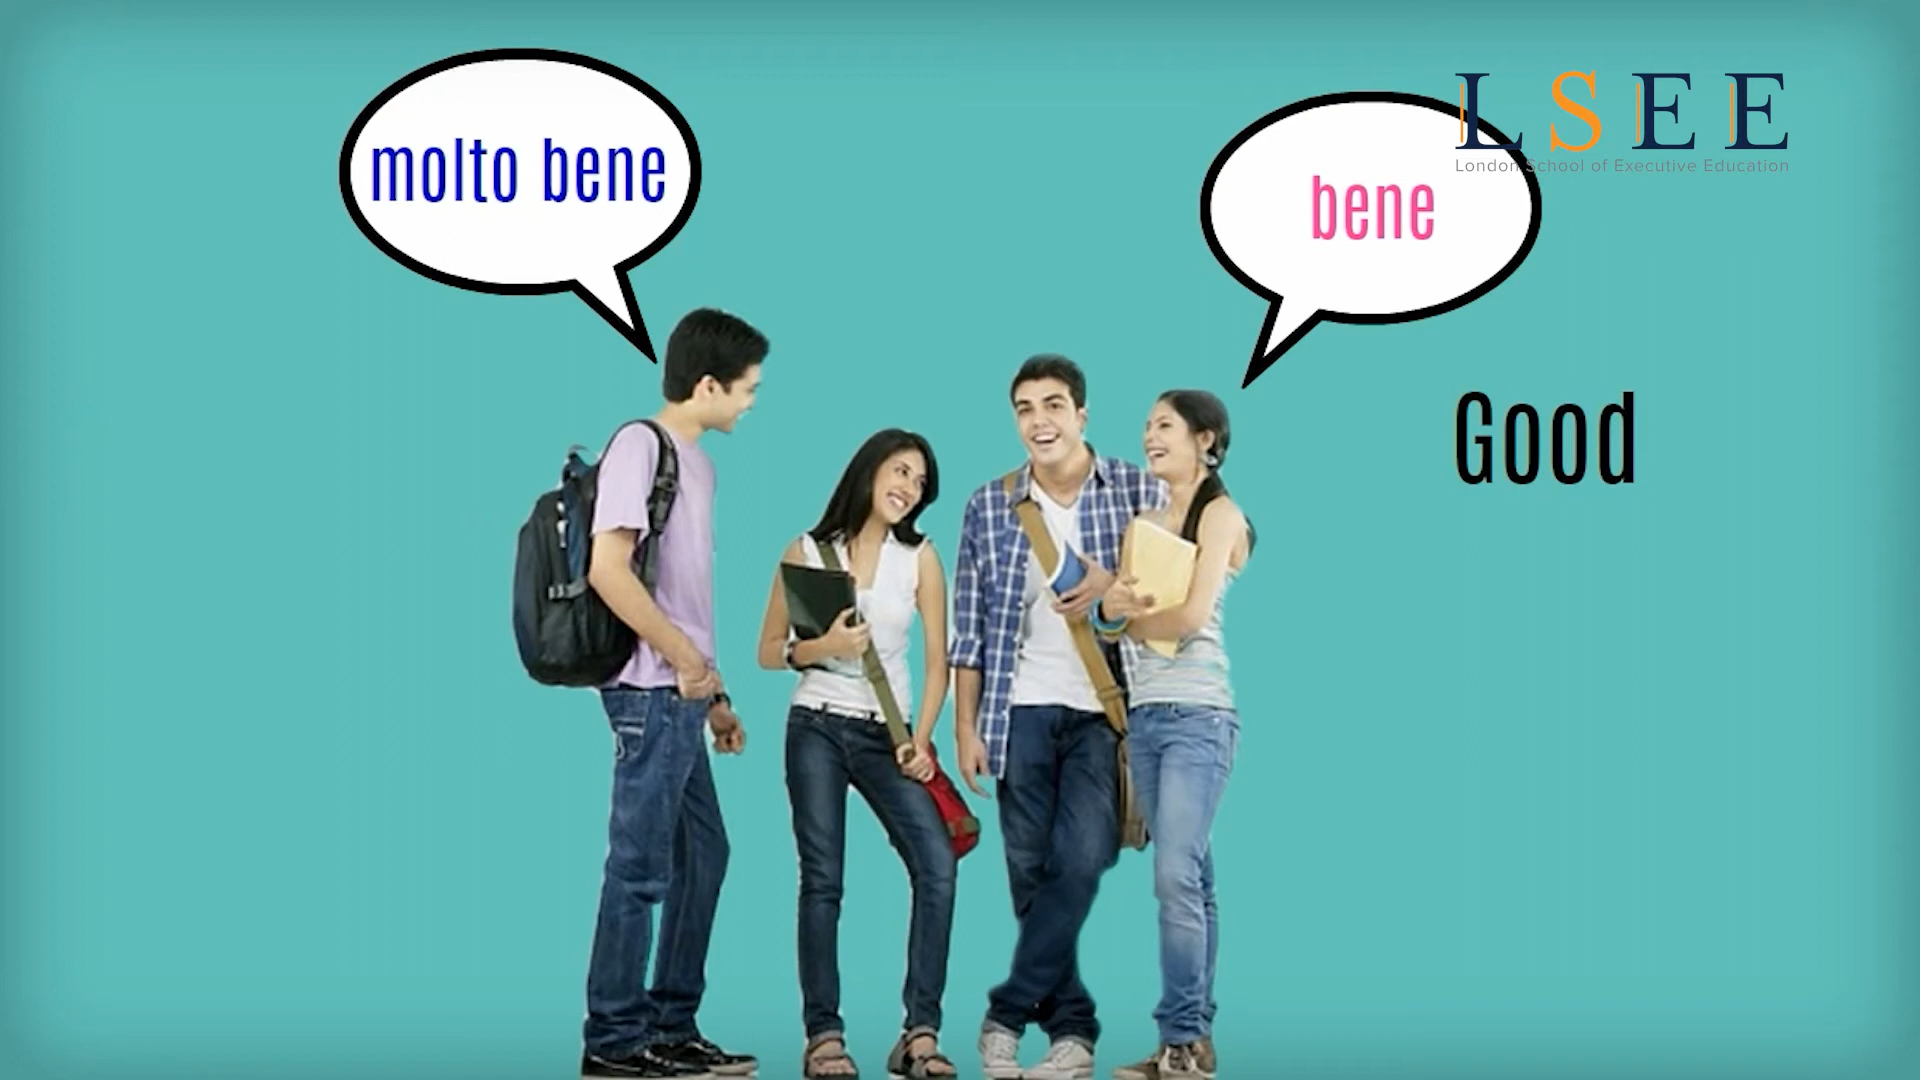 molto bene
LSEE
London School of Executive Education
bene
Good